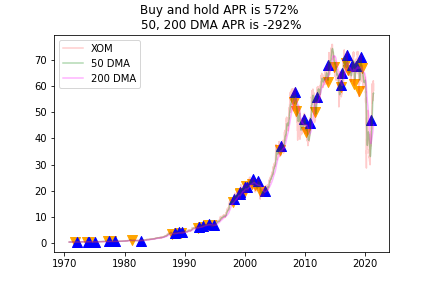 Buy and hold APR is 572%
50, 200 DMA APR is -292%
XOM
50 DMA
200 DMA
70
60
50
40
30
20
10
0
1970 1980 1990 2000 2010 2020